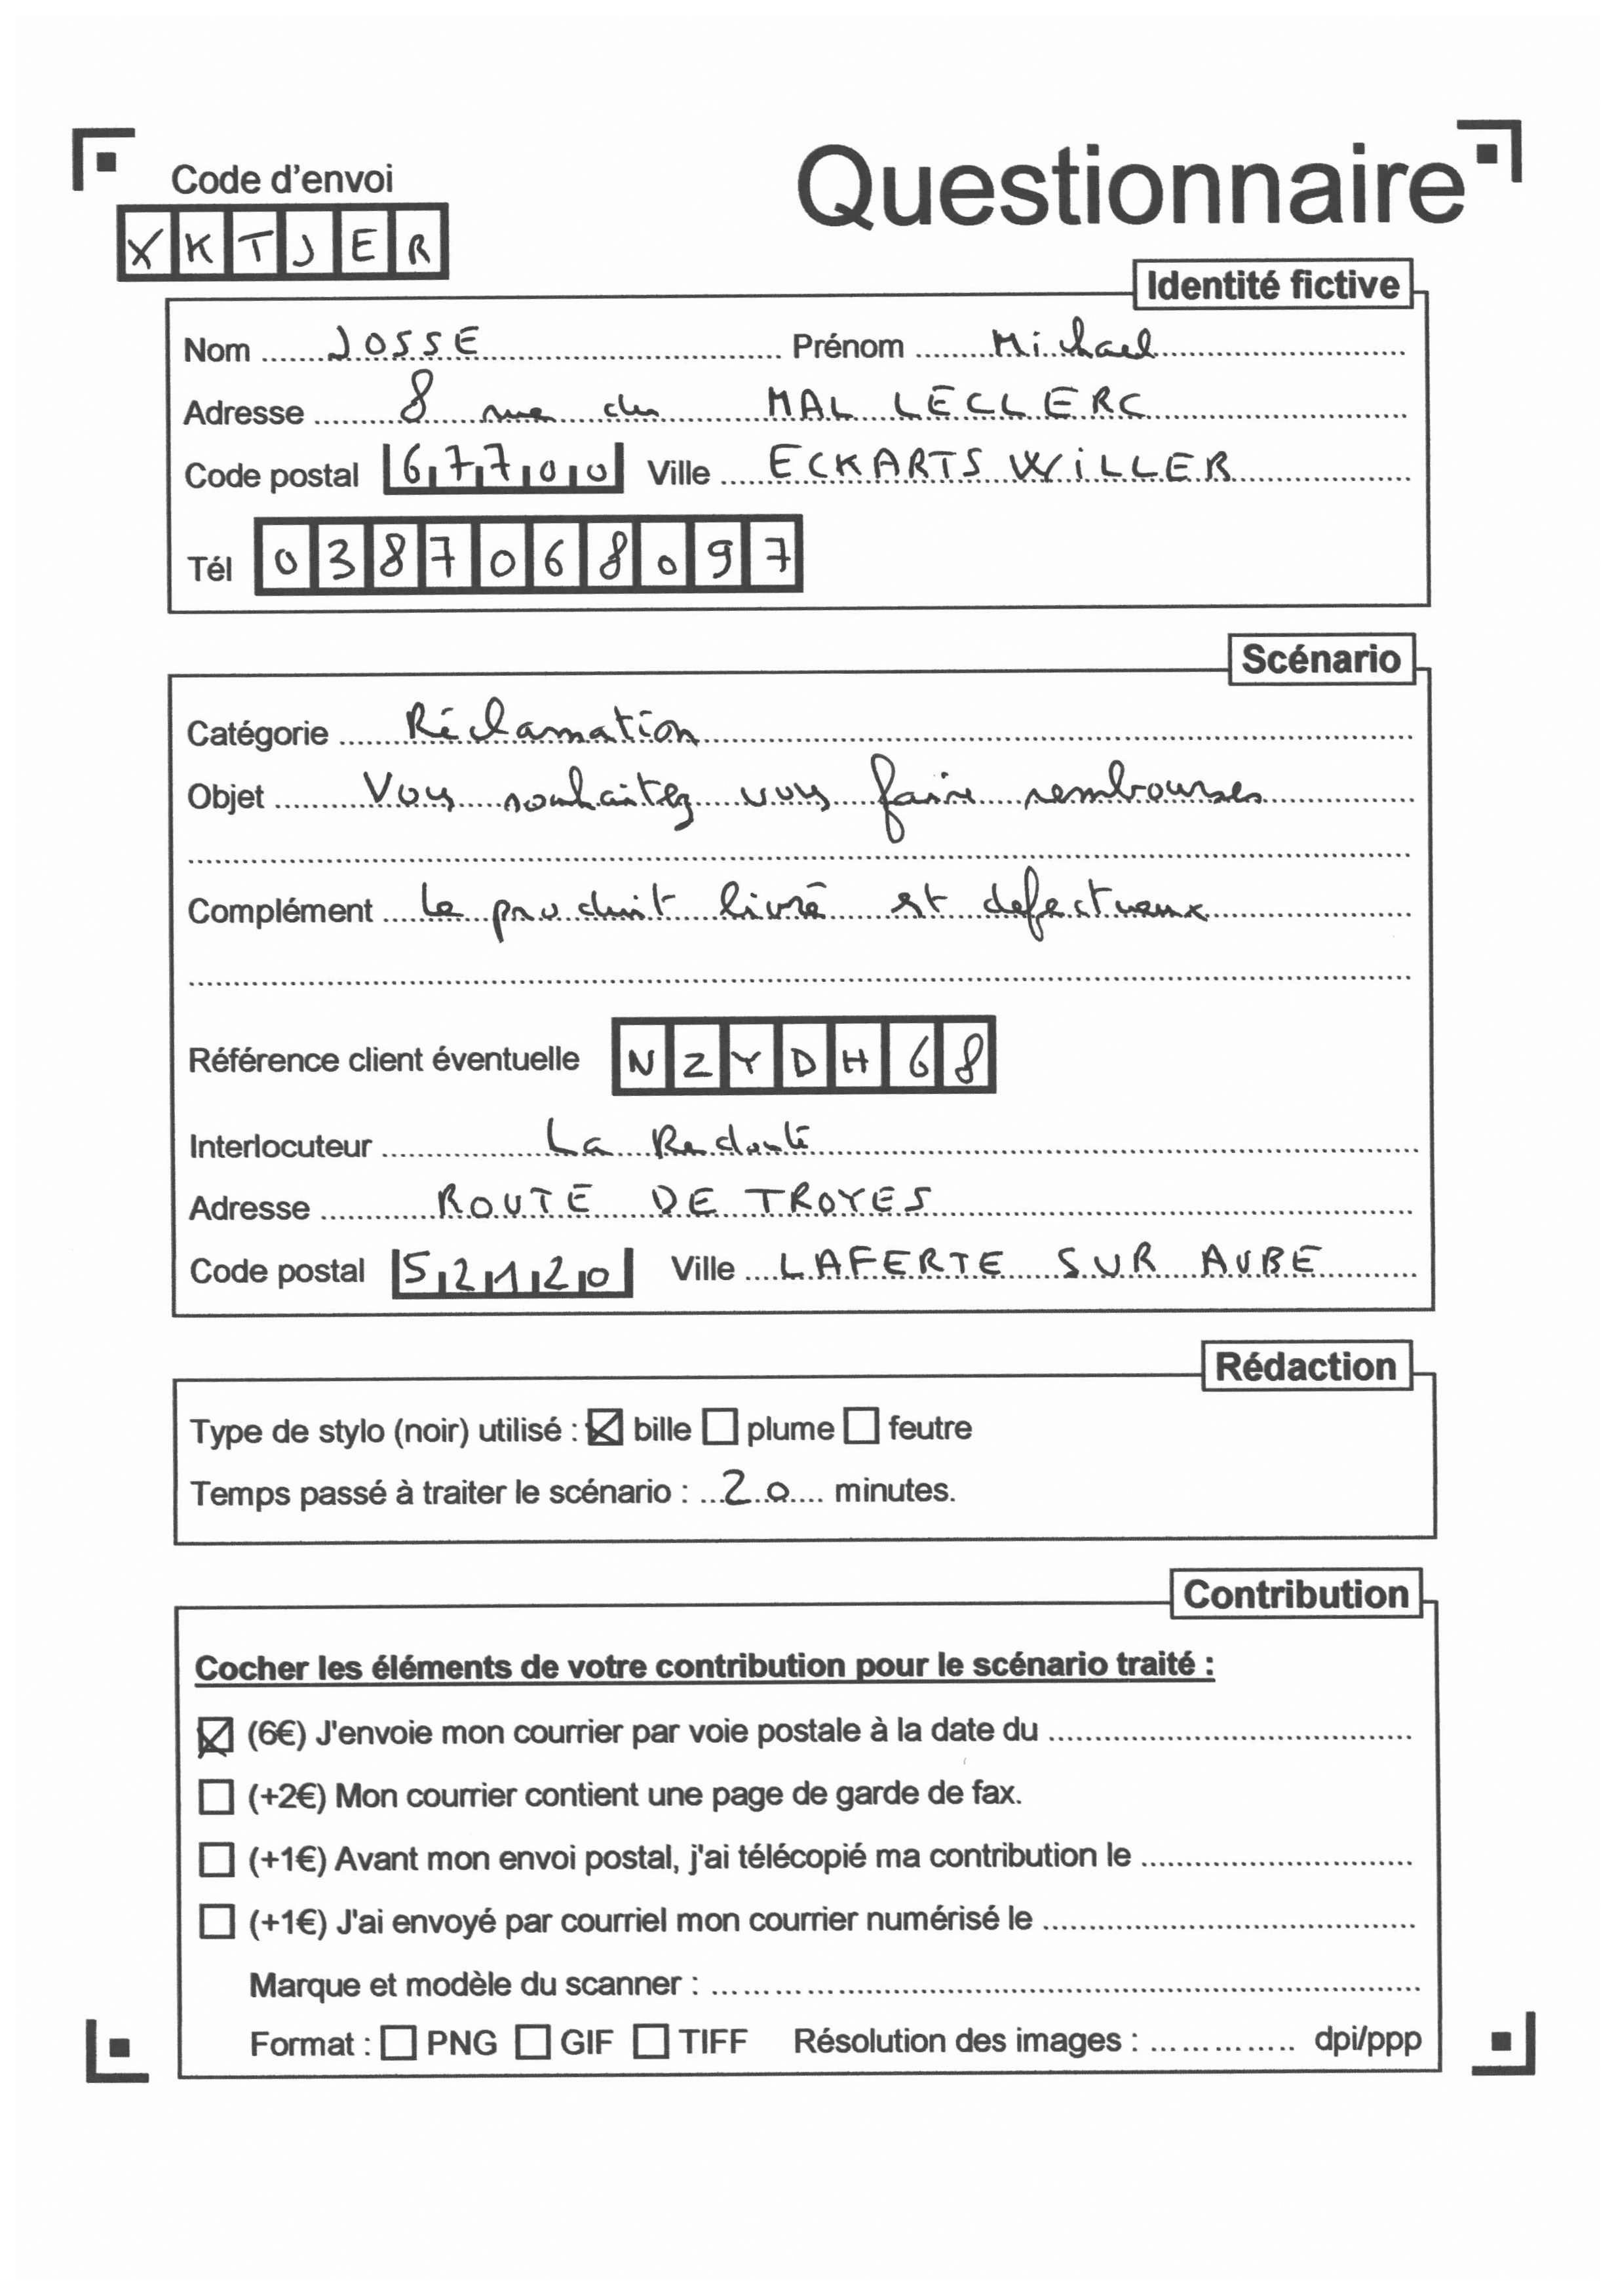 Questionnaire
Code d'envoi
XKTJER
Identité fictive
Nom JOSSE Prénom Michael
Adresse 8 rue du MAL LECLERC
Code postal 67700 Ville ECKARTSWILLER
Tél 0387068097
Scénario
Catégorie Réclamation
Objet Vous souhaitez vous faire rembourser
Complément Le produit livré est defectueux
Référence client éventuelle NZYDH68
Interlocuteur La Redoute
Adresse ROUTE DE TROYES
Code postal 52120 Ville LAFERTE SUR AUBE
Rédaction
Type de stylo (noir) utilisé : ☒ bille ☐ plume ☐ feutre
Temps passé à traiter le scénario : 20 minutes.
Contribution
Cocher les éléments de votre contribution pour le scénario traité :
☒ (6€) J'envoie mon courrier par voie postale à la date du
☐ (+2€) Mon courrier contient une page de garde de fax.
☐ (+1€) Avant mon envoi postal, j'ai télécopié ma contribution le
☐ (+1€) J'ai envoyé par courriel mon courrier numérisé le
Marque et modèle du scanner :
Format : ☐ PNG ☐ GIF ☐ TIFF Résolution des images : dpi/ppp